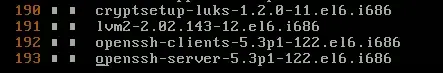 190 cryptsetup-luks-1.2.0-11.el6.i686
191 lvm2-2.02.143-12.el6.i686
192 openssh-clients-5.3p1-122.el6.i686
193 openssh-server-5.3p1-122.el6.i686